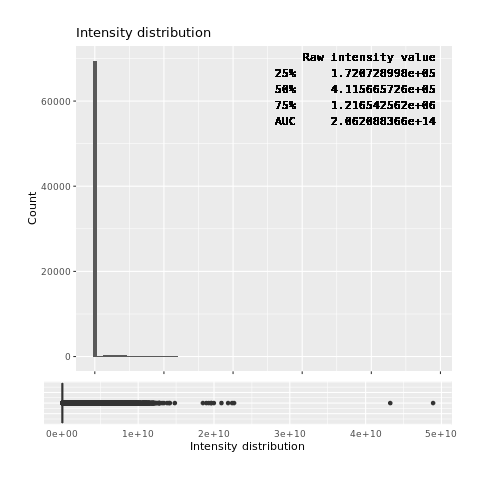 Intensity distribution
Raw intensity value
25% 1.720728998e+05
50% 4.115665726e+05
75% 1.216542562e+06
AUC 2.062088366e+14
60000
40000
20000
0
Count
0e+00 1e+10 2e+10 3e+10 4e+10 5e+10
Intensity distribution